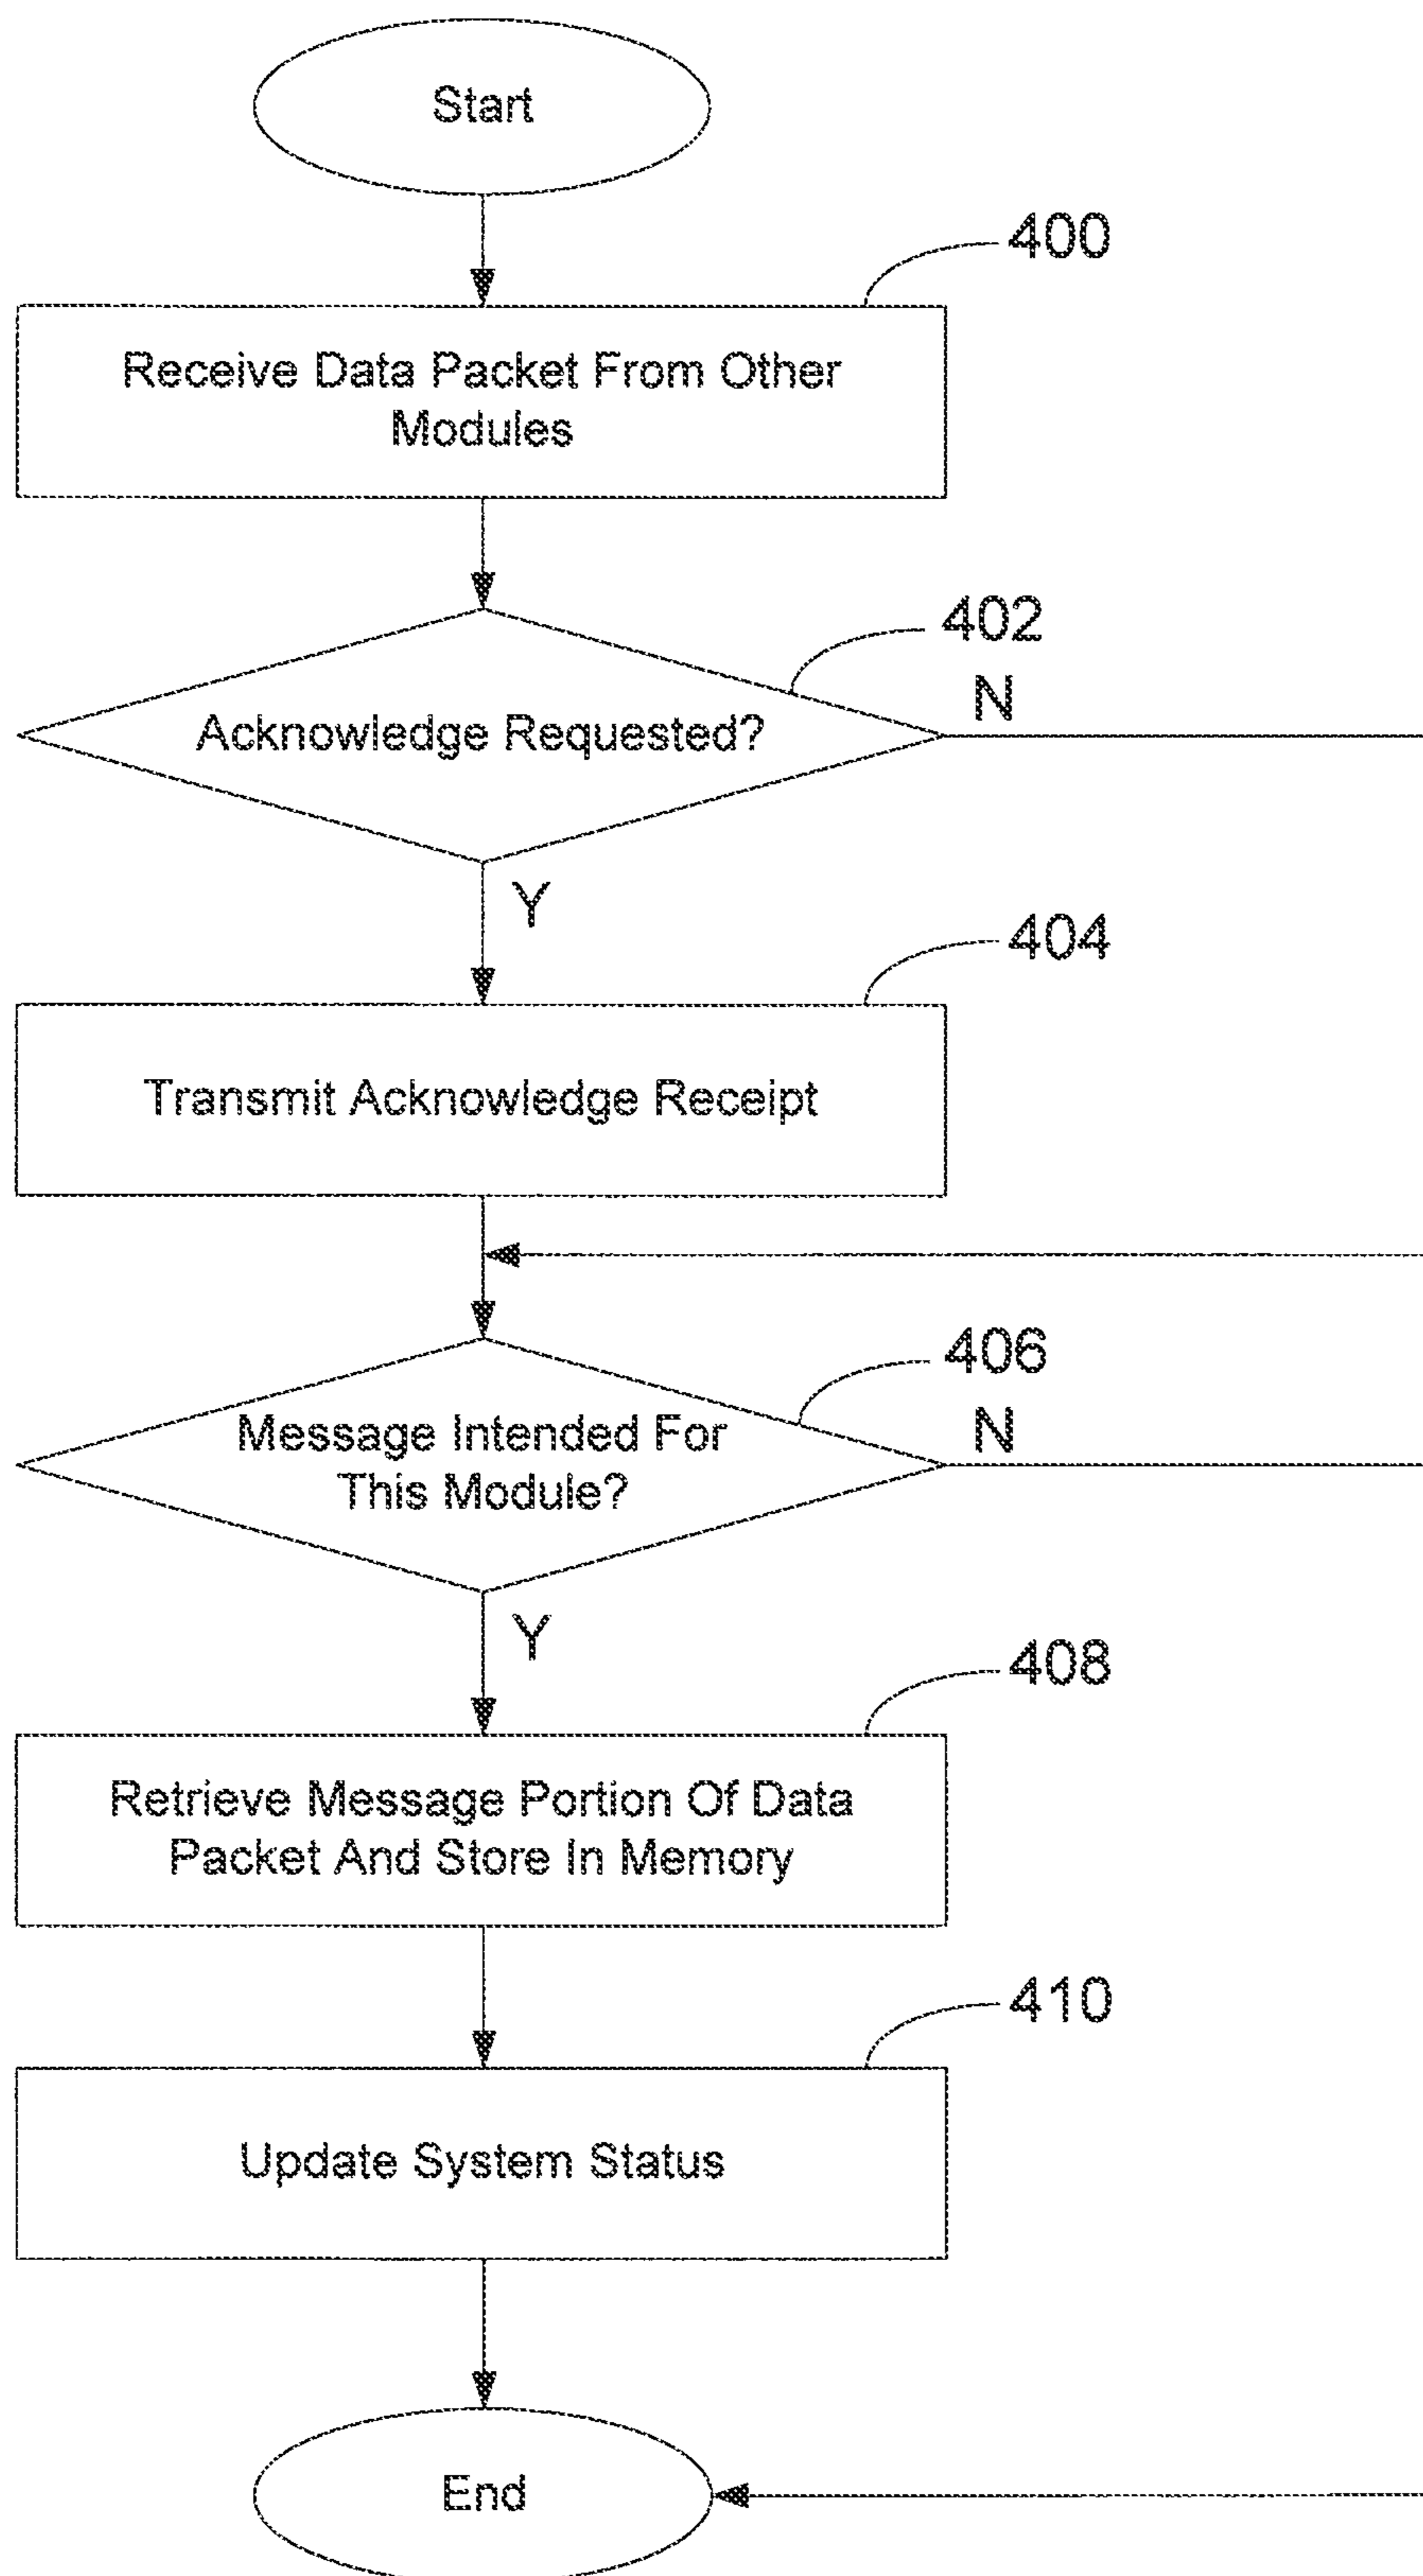 Start
400
Receive Data Packet From Other
Modules
402
Acknowledge Requested?
N
Y
404
Transmit Acknowledge Receipt
406
Message Intended For
This Module?
N
Y
408
Retrieve Message Portion Of Data
Packet And Store In Memory
410
Update System Status
End